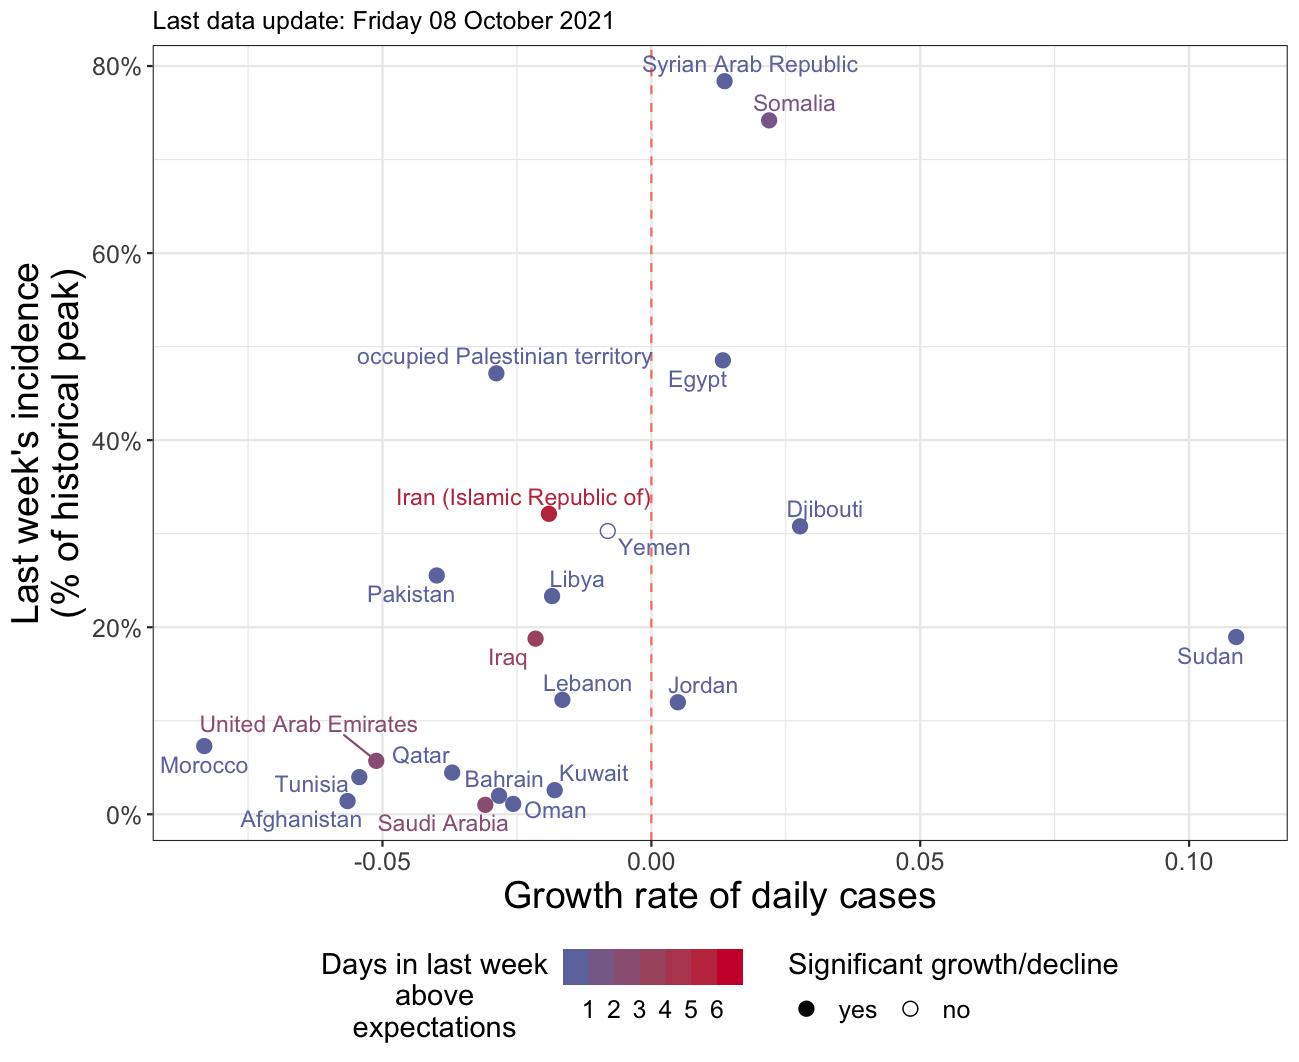 Last data update: Friday 08 October 2021
80%
60%
40%
20%
0%
Last week's incidence
(% of historical peak)
Syrian Arab Republic
Somalia
occupied Palestinian territory
Egypt
Iran (Islamic Republic of)
Djibouti
Yemen
Libya
Pakistan
Iraq
Sudan
Lebanon
Jordan
United Arab Emirates
Morocco
Qatar
Tunisia
Bahrain
Kuwait
Afghanistan
Saudi Arabia
Oman
-0.05
0.00
0.05
0.10
Growth rate of daily cases
Days in last week
above
expectations
1 2 3 4 5 6
Significant growth/decline
yes
no